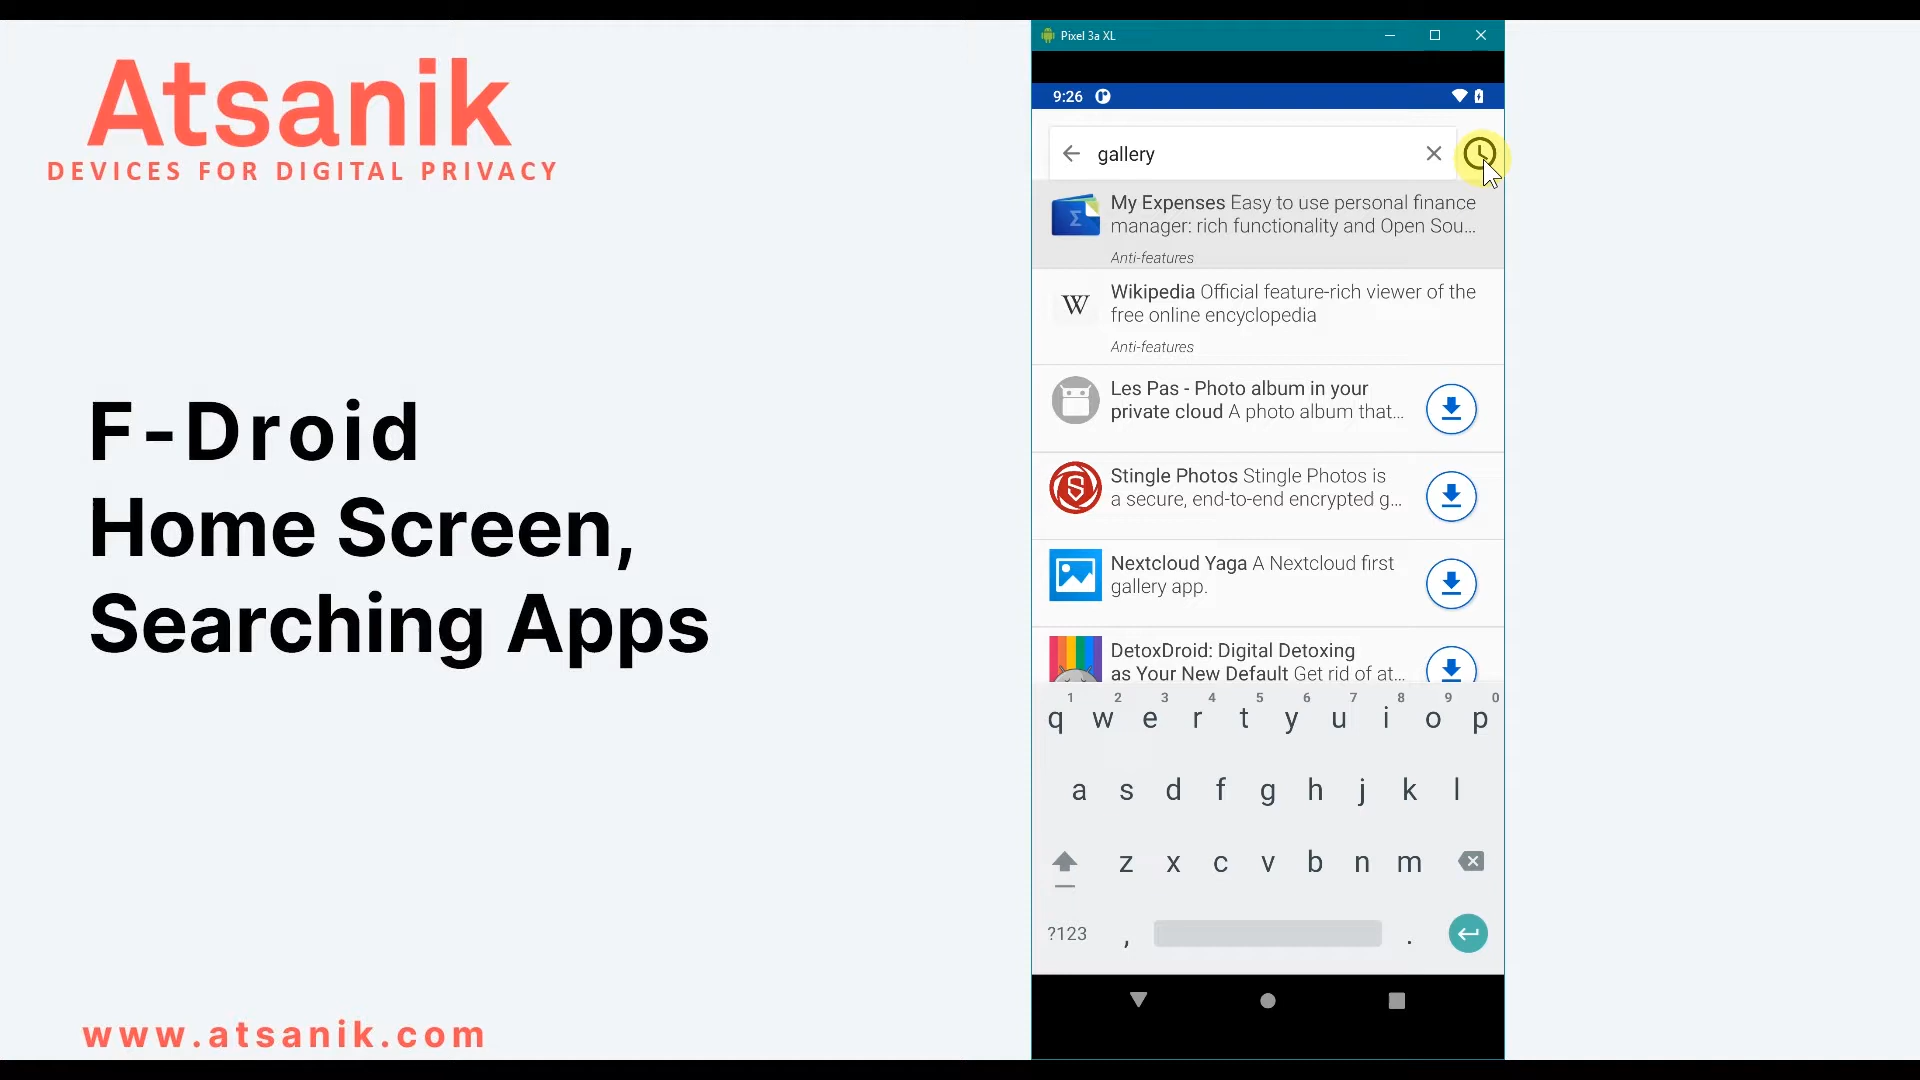 Atsanik
DEVICES FOR DIGITAL PRIVACY
F-Droid
Home Screen,
Searching Apps
www.atsanik.com
Pixel 3a XL
9:26
gallery
My Expenses Easy to use personal finance
manager: rich functionality and Open Sou...
Anti-features
W
Wikipedia Official feature-rich viewer of the
free online encyclopedia
Anti-features
Les Pas - Photo album in your
private cloud A photo album that...
Stingle Photos Stingle Photos is
a secure, end-to-end encrypted g...
Nextcloud Yaga A Nextcloud first
gallery app.
DetoxDroid: Digital Detoxing
as Your New Default Get rid of at...
1 2 3 4 5 6 7 8 9 0
q w e r t y u i o p
a s d f g h j k l
z x c v b n m
?123 , .